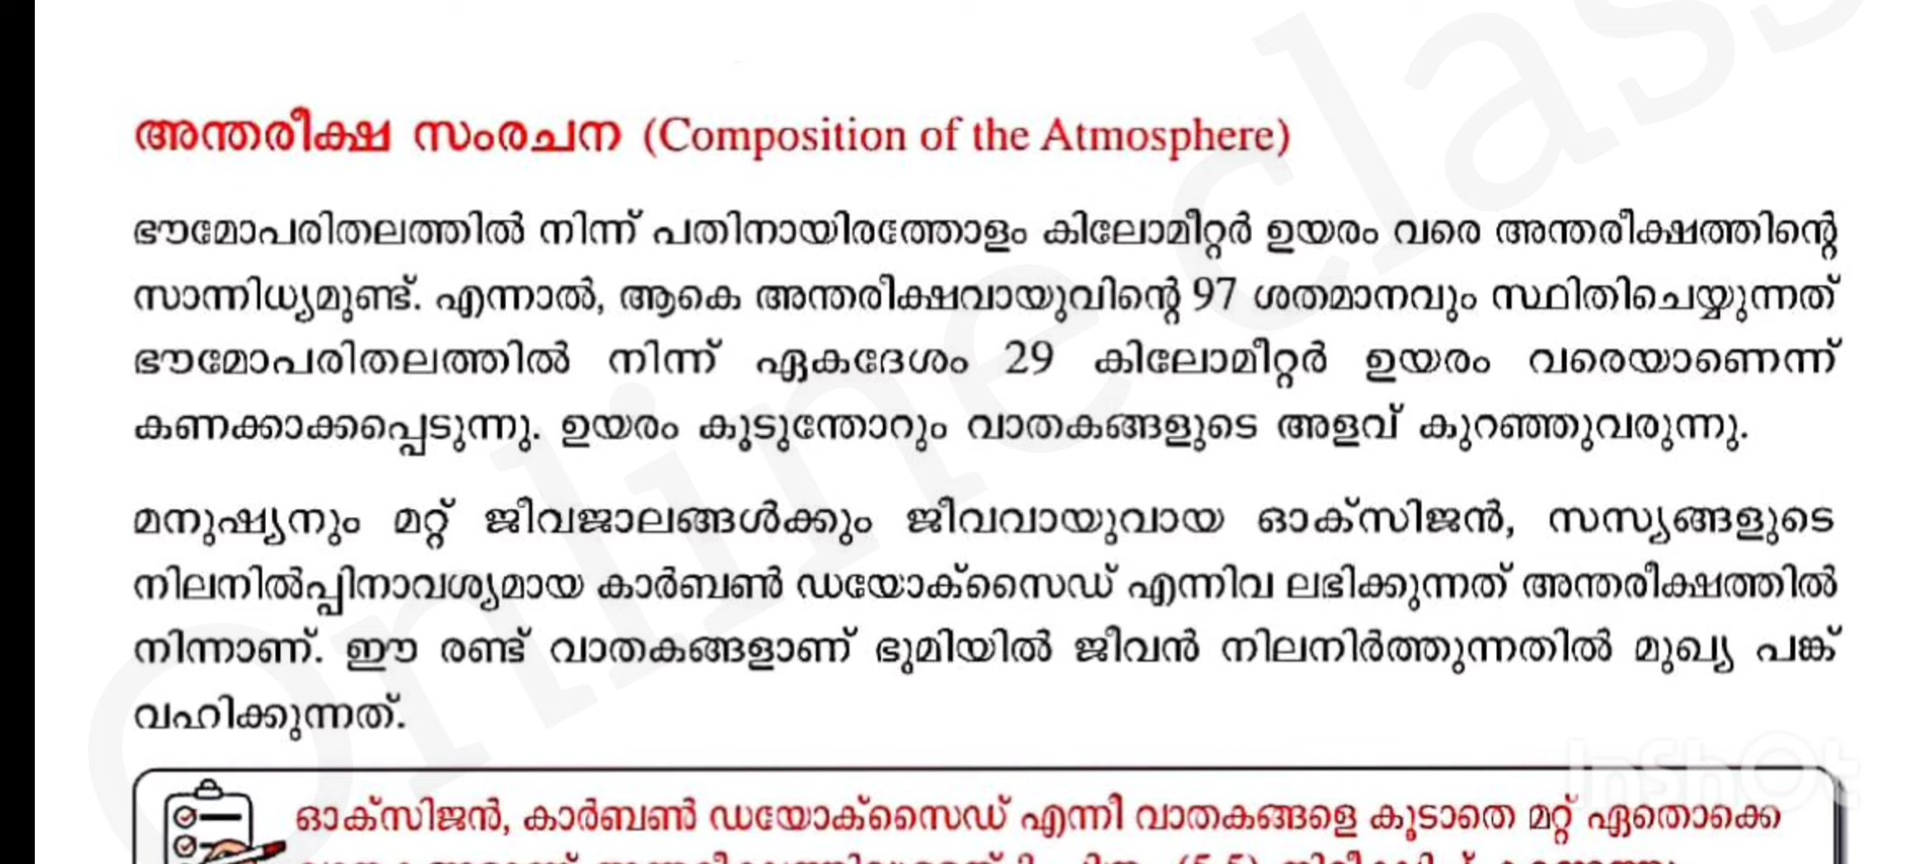 അന്തരീക്ഷ സംരചന (Composition of the Atmosphere)
ഭൗമോപരിതലത്തിൽ നിന്ന് പതിനായിരത്തോളം കിലോമീറ്റർ ഉയരം വരെ അന്തരീക്ഷത്തിന്റെ
സാന്നിധ്യമുണ്ട്. എന്നാൽ, ആകെ അന്തരീക്ഷവായുവിന്റെ 97 ശതമാനവും സ്ഥിതിചെയ്യുന്നത്
ഭൗമോപരിതലത്തിൽ നിന്ന് ഏകദേശം 29 കിലോമീറ്റർ ഉയരം വരെയാണെന്ന്
കണക്കാക്കപ്പെടുന്നു. ഉയരം കൂടുന്തോറും വാതകങ്ങളുടെ അളവ് കുറഞ്ഞുവരുന്നു.
മനുഷ്യനും മറ്റ് ജീവജാലങ്ങൾക്കും ജീവവായുവായ ഓക്സിജൻ, സസ്യങ്ങളുടെ
നിലനിൽപ്പിനാവശ്യമായ കാർബൺ ഡയോക്സൈഡ് എന്നിവ ലഭിക്കുന്നത് അന്തരീക്ഷത്തിൽ
നിന്നാണ്. ഈ രണ്ട് വാതകങ്ങളാണ് ഭൂമിയിൽ ജീവൻ നിലനിർത്തുന്നതിൽ മുഖ്യ പങ്ക്
വഹിക്കുന്നത്.
ഓക്സിജൻ, കാർബൺ ഡയോക്സൈഡ് എന്നീ വാതകങ്ങളെ കൂടാതെ മറ്റ് ഏതൊക്കെ
Online class
InShOt